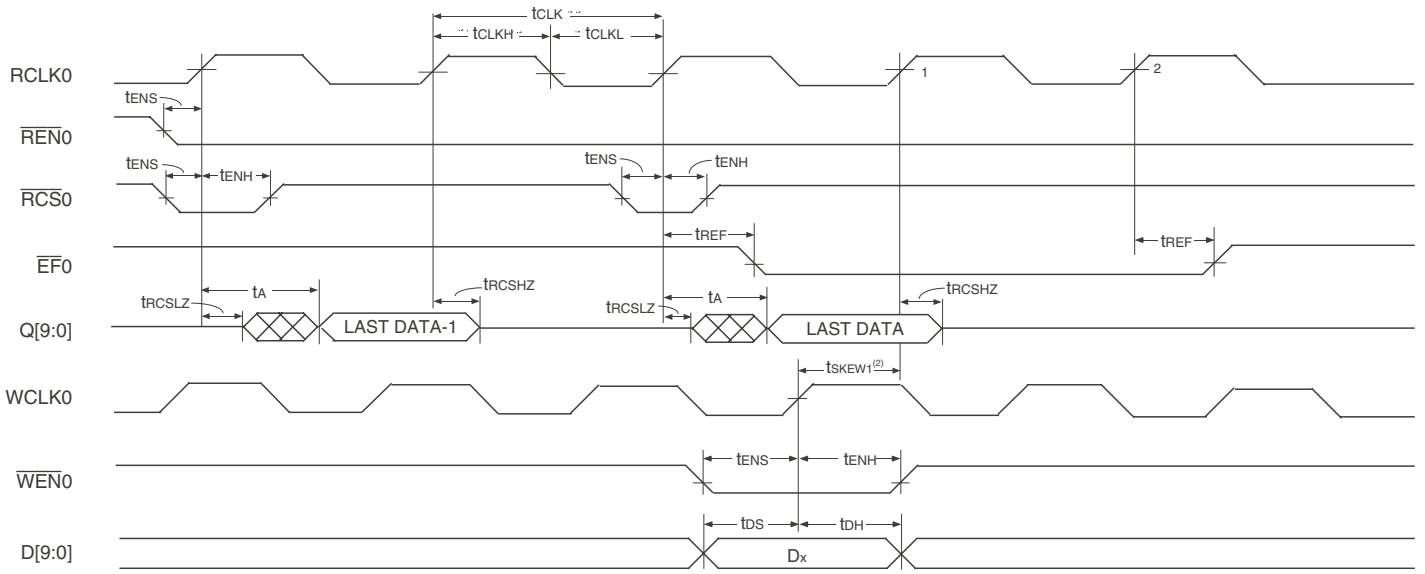 tCLK
tCLKH tCLKL
RCLK0 1 2
tENS
REN0
tENS tENH tENS tENH
RCS0
tREF tREF
EF0
tA tRCSHZ tA tRCSHZ
tRCSLZ tRCSLZ
Q[9:0] LAST DATA-1 LAST DATA
tSKEW1(2)
WCLK0
tENS tENH
WEN0
tDS tDH
D[9:0] Dx